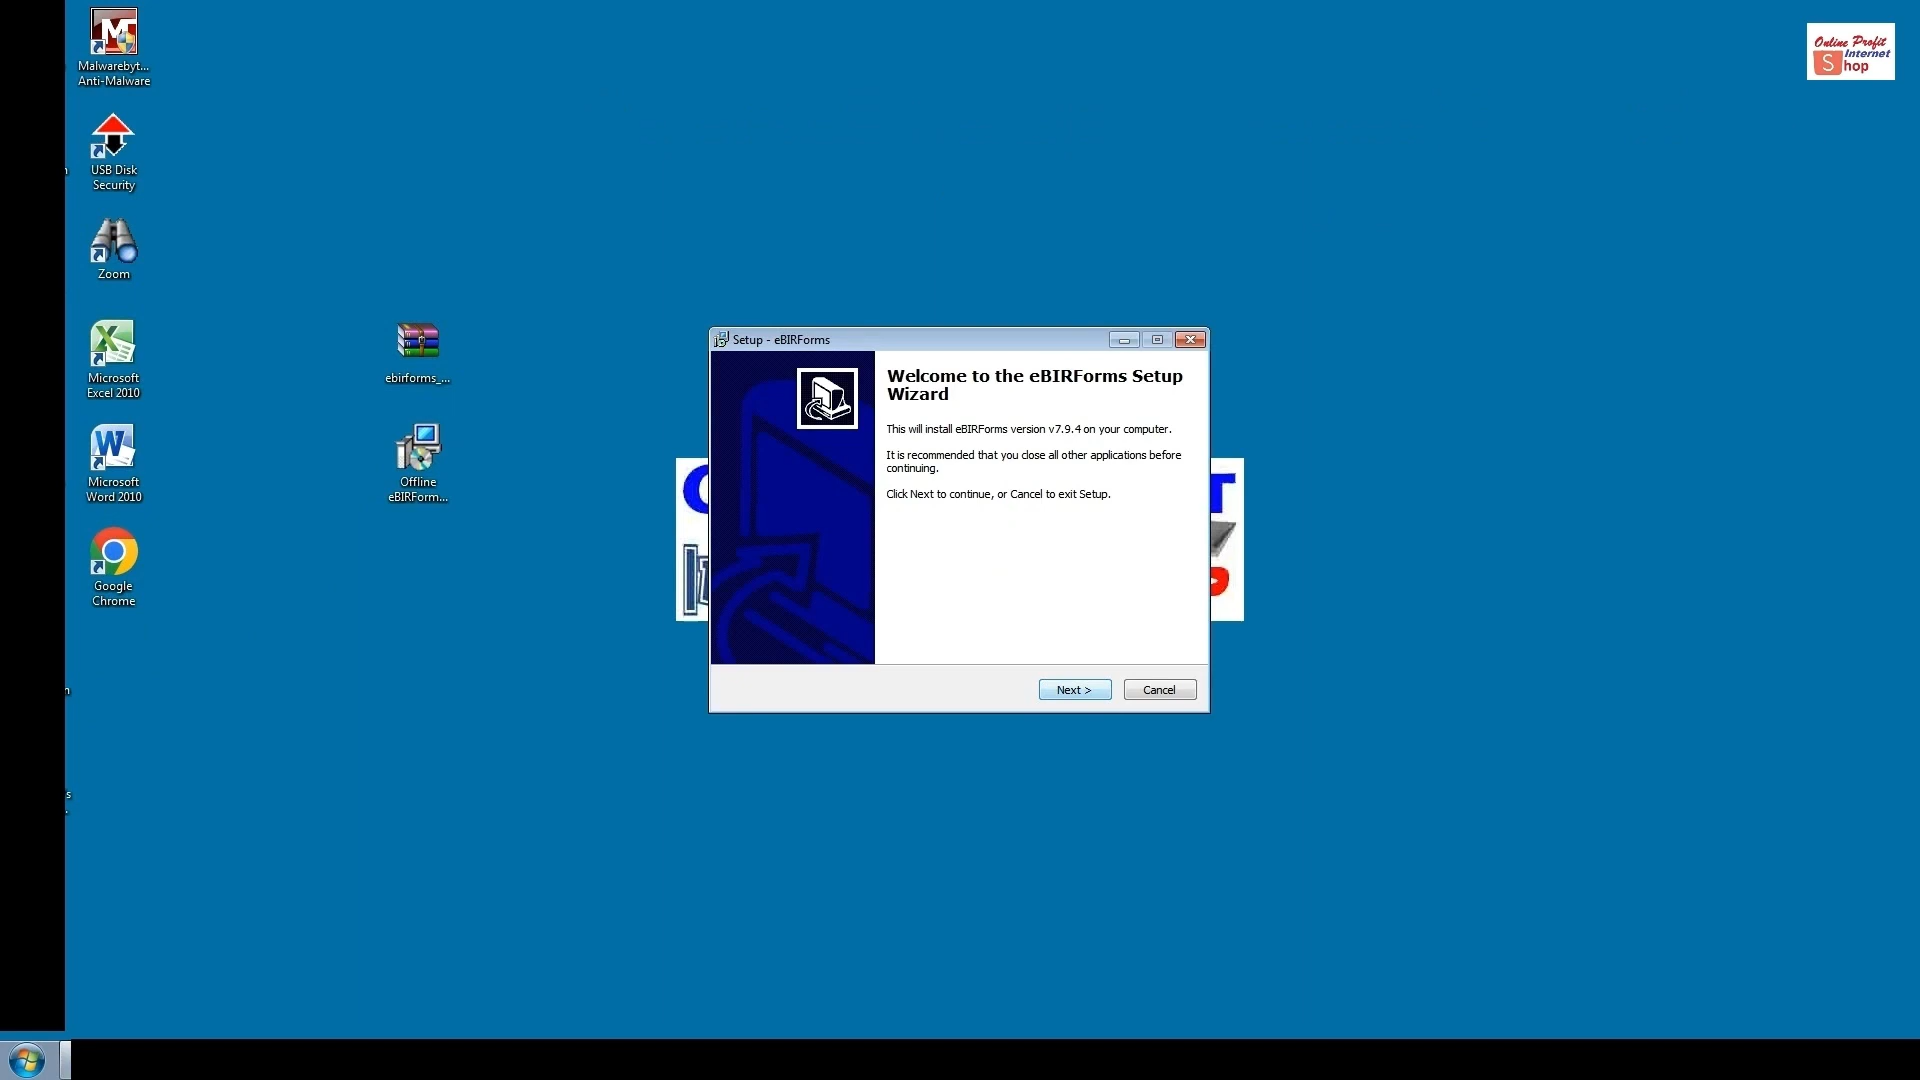 Malwarebyt...
Anti-Malware
USB Disk
Security
Zoom
Microsoft
Excel 2010
Microsoft
Word 2010
Google
Chrome
ebirforms_...
Offline
eBIRForm...
Setup - eBIRForms
Welcome to the eBIRForms Setup
Wizard
This will install eBIRForms version v7.9.4 on your computer.
It is recommended that you close all other applications before
continuing.
Click Next to continue, or Cancel to exit Setup.
Next >
Cancel
Online Profit
Internet
Shop